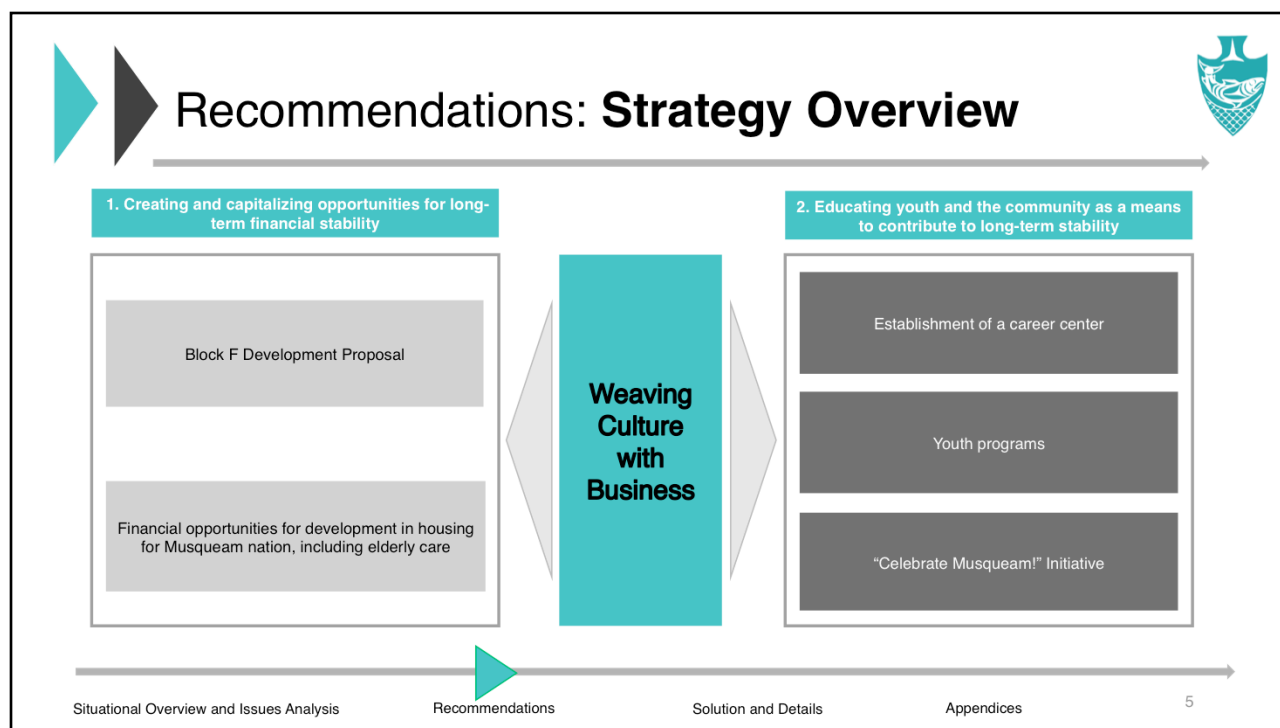 Recommendations: Strategy Overview
1. Creating and capitalizing opportunities for long-
term financial stability
Block F Development Proposal
Financial opportunities for development in housing
for Musqueam nation, including elderly care
Weaving
Culture
with
Business
2. Educating youth and the community as a means
to contribute to long-term stability
Establishment of a career center
Youth programs
“Celebrate Musqueam!” Initiative
Situational Overview and Issues Analysis
Recommendations
Solution and Details
Appendices
5